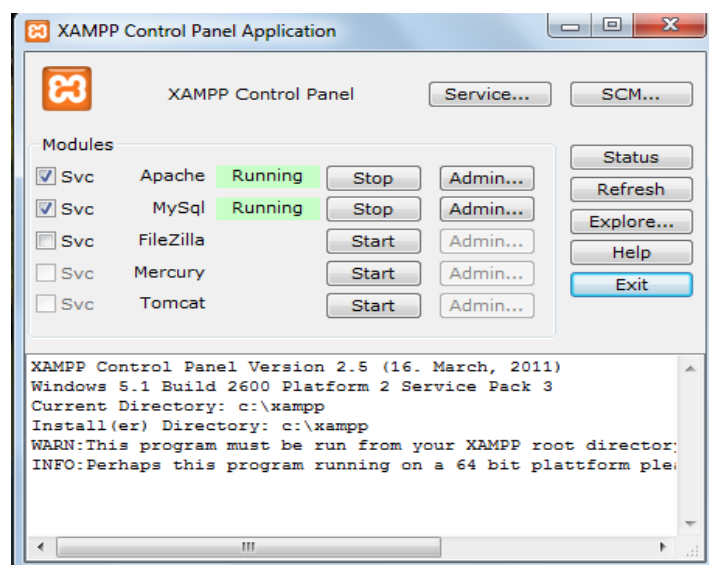 XAMPP Control Panel Application
XAMPP Control Panel Service... SCM...
Modules
Svc Apache Running Stop Admin...
Svc MySql Running Stop Admin...
Svc FileZilla Start Admin...
Svc Mercury Start Admin...
Svc Tomcat Start Admin...
Status
Refresh
Explore...
Help
Exit
XAMPP Control Panel Version 2.5 (16. March, 2011)
Windows 5.1 Build 2600 Platform 2 Service Pack 3
Current Directory: c:\xampp
Install(er) Directory: c:\xampp
WARN:This program must be run from your XAMPP root director
INFO:Perhaps this program running on a 64 bit plattform